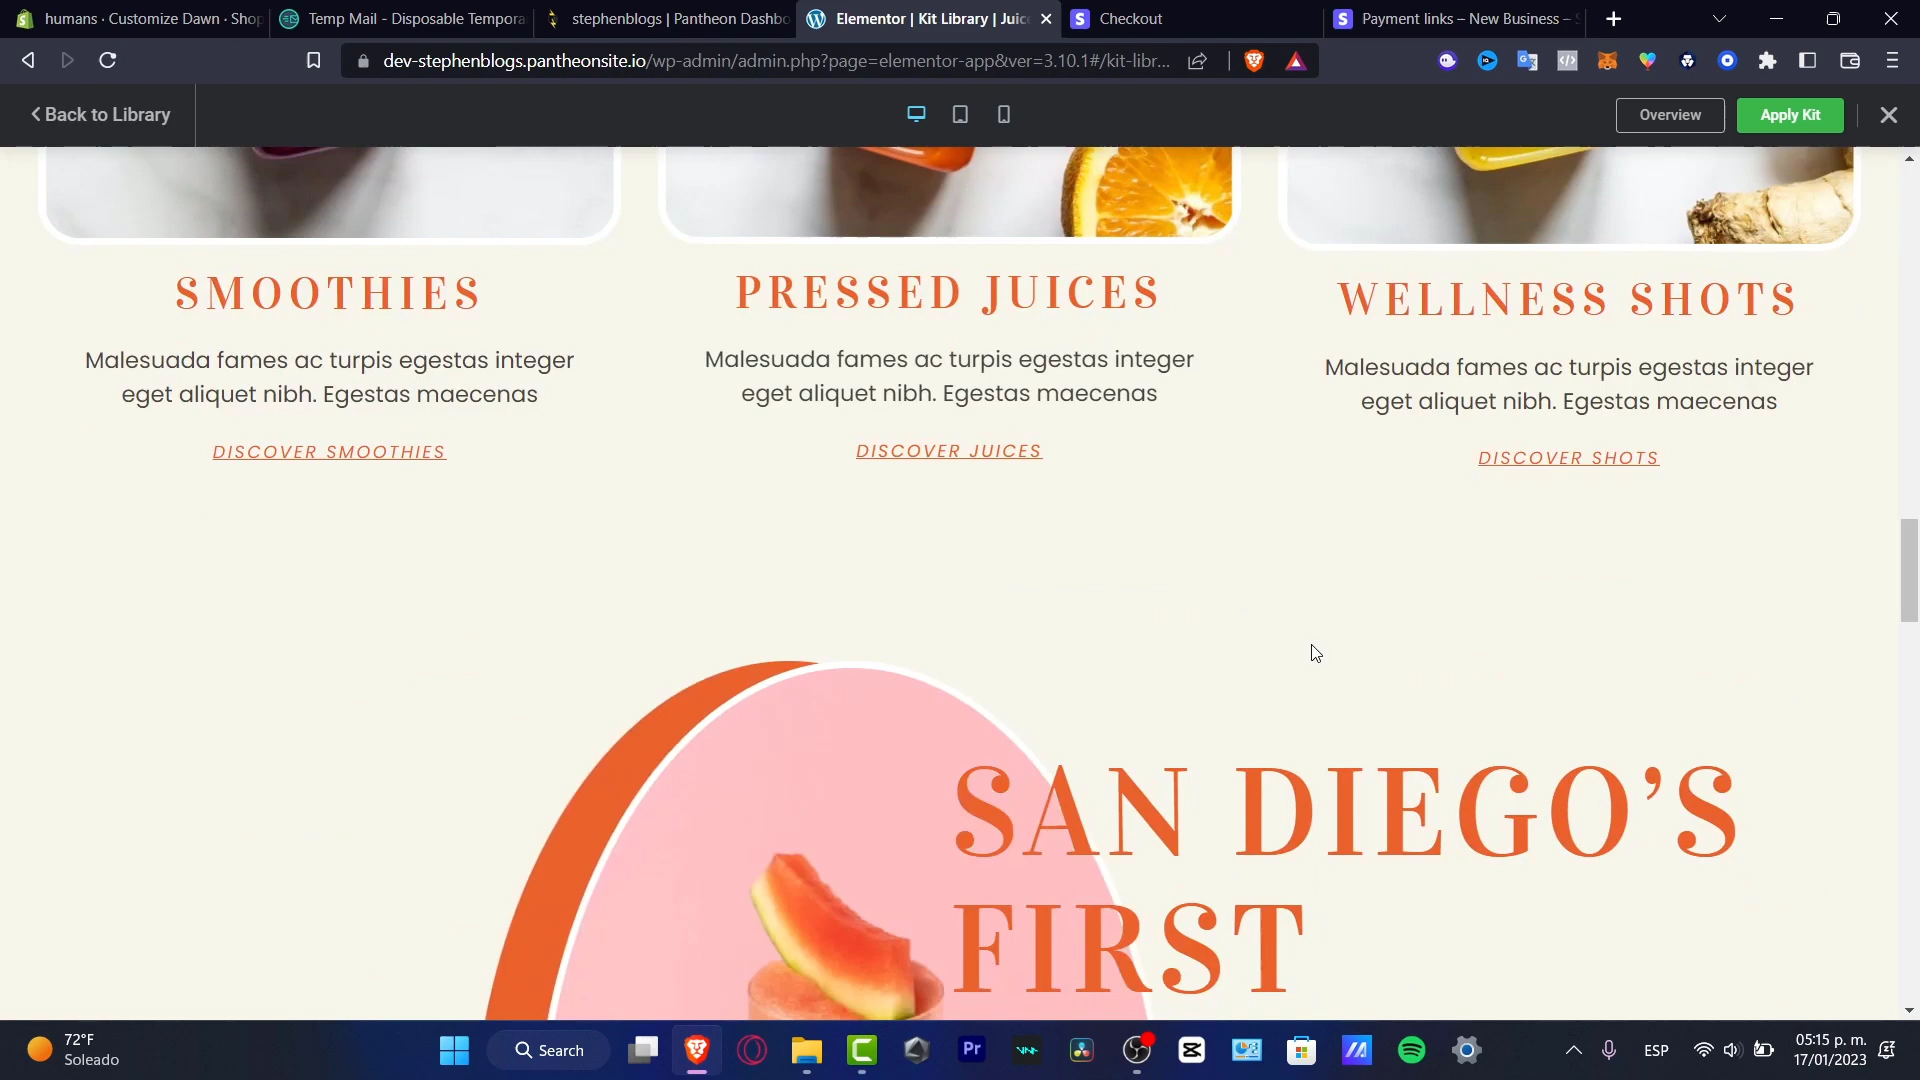 humans · Customize Dawn · Shop
Temp Mail - Disposable Tempora
stephenblogs | Pantheon Dashbo
Elementor | Kit Library | Juic
Checkout
Payment links – New Business –
dev-stephenblogs.pantheonsite.io/wp-admin/admin.php?page=elementor-app&ver=3.10.1#/kit-libr...
Back to Library
Overview
Apply Kit
SMOOTHIES
Malesuada fames ac turpis egestas integer
eget aliquet nibh. Egestas maecenas
DISCOVER SMOOTHIES
PRESSED JUICES
Malesuada fames ac turpis egestas integer
eget aliquet nibh. Egestas maecenas
DISCOVER JUICES
WELLNESS SHOTS
Malesuada fames ac turpis egestas integer
eget aliquet nibh. Egestas maecenas
DISCOVER SHOTS
SAN DIEGO’S
FIRST
72°F
Soleado
Search
Pr
ESP
05:15 p. m.
17/01/2023